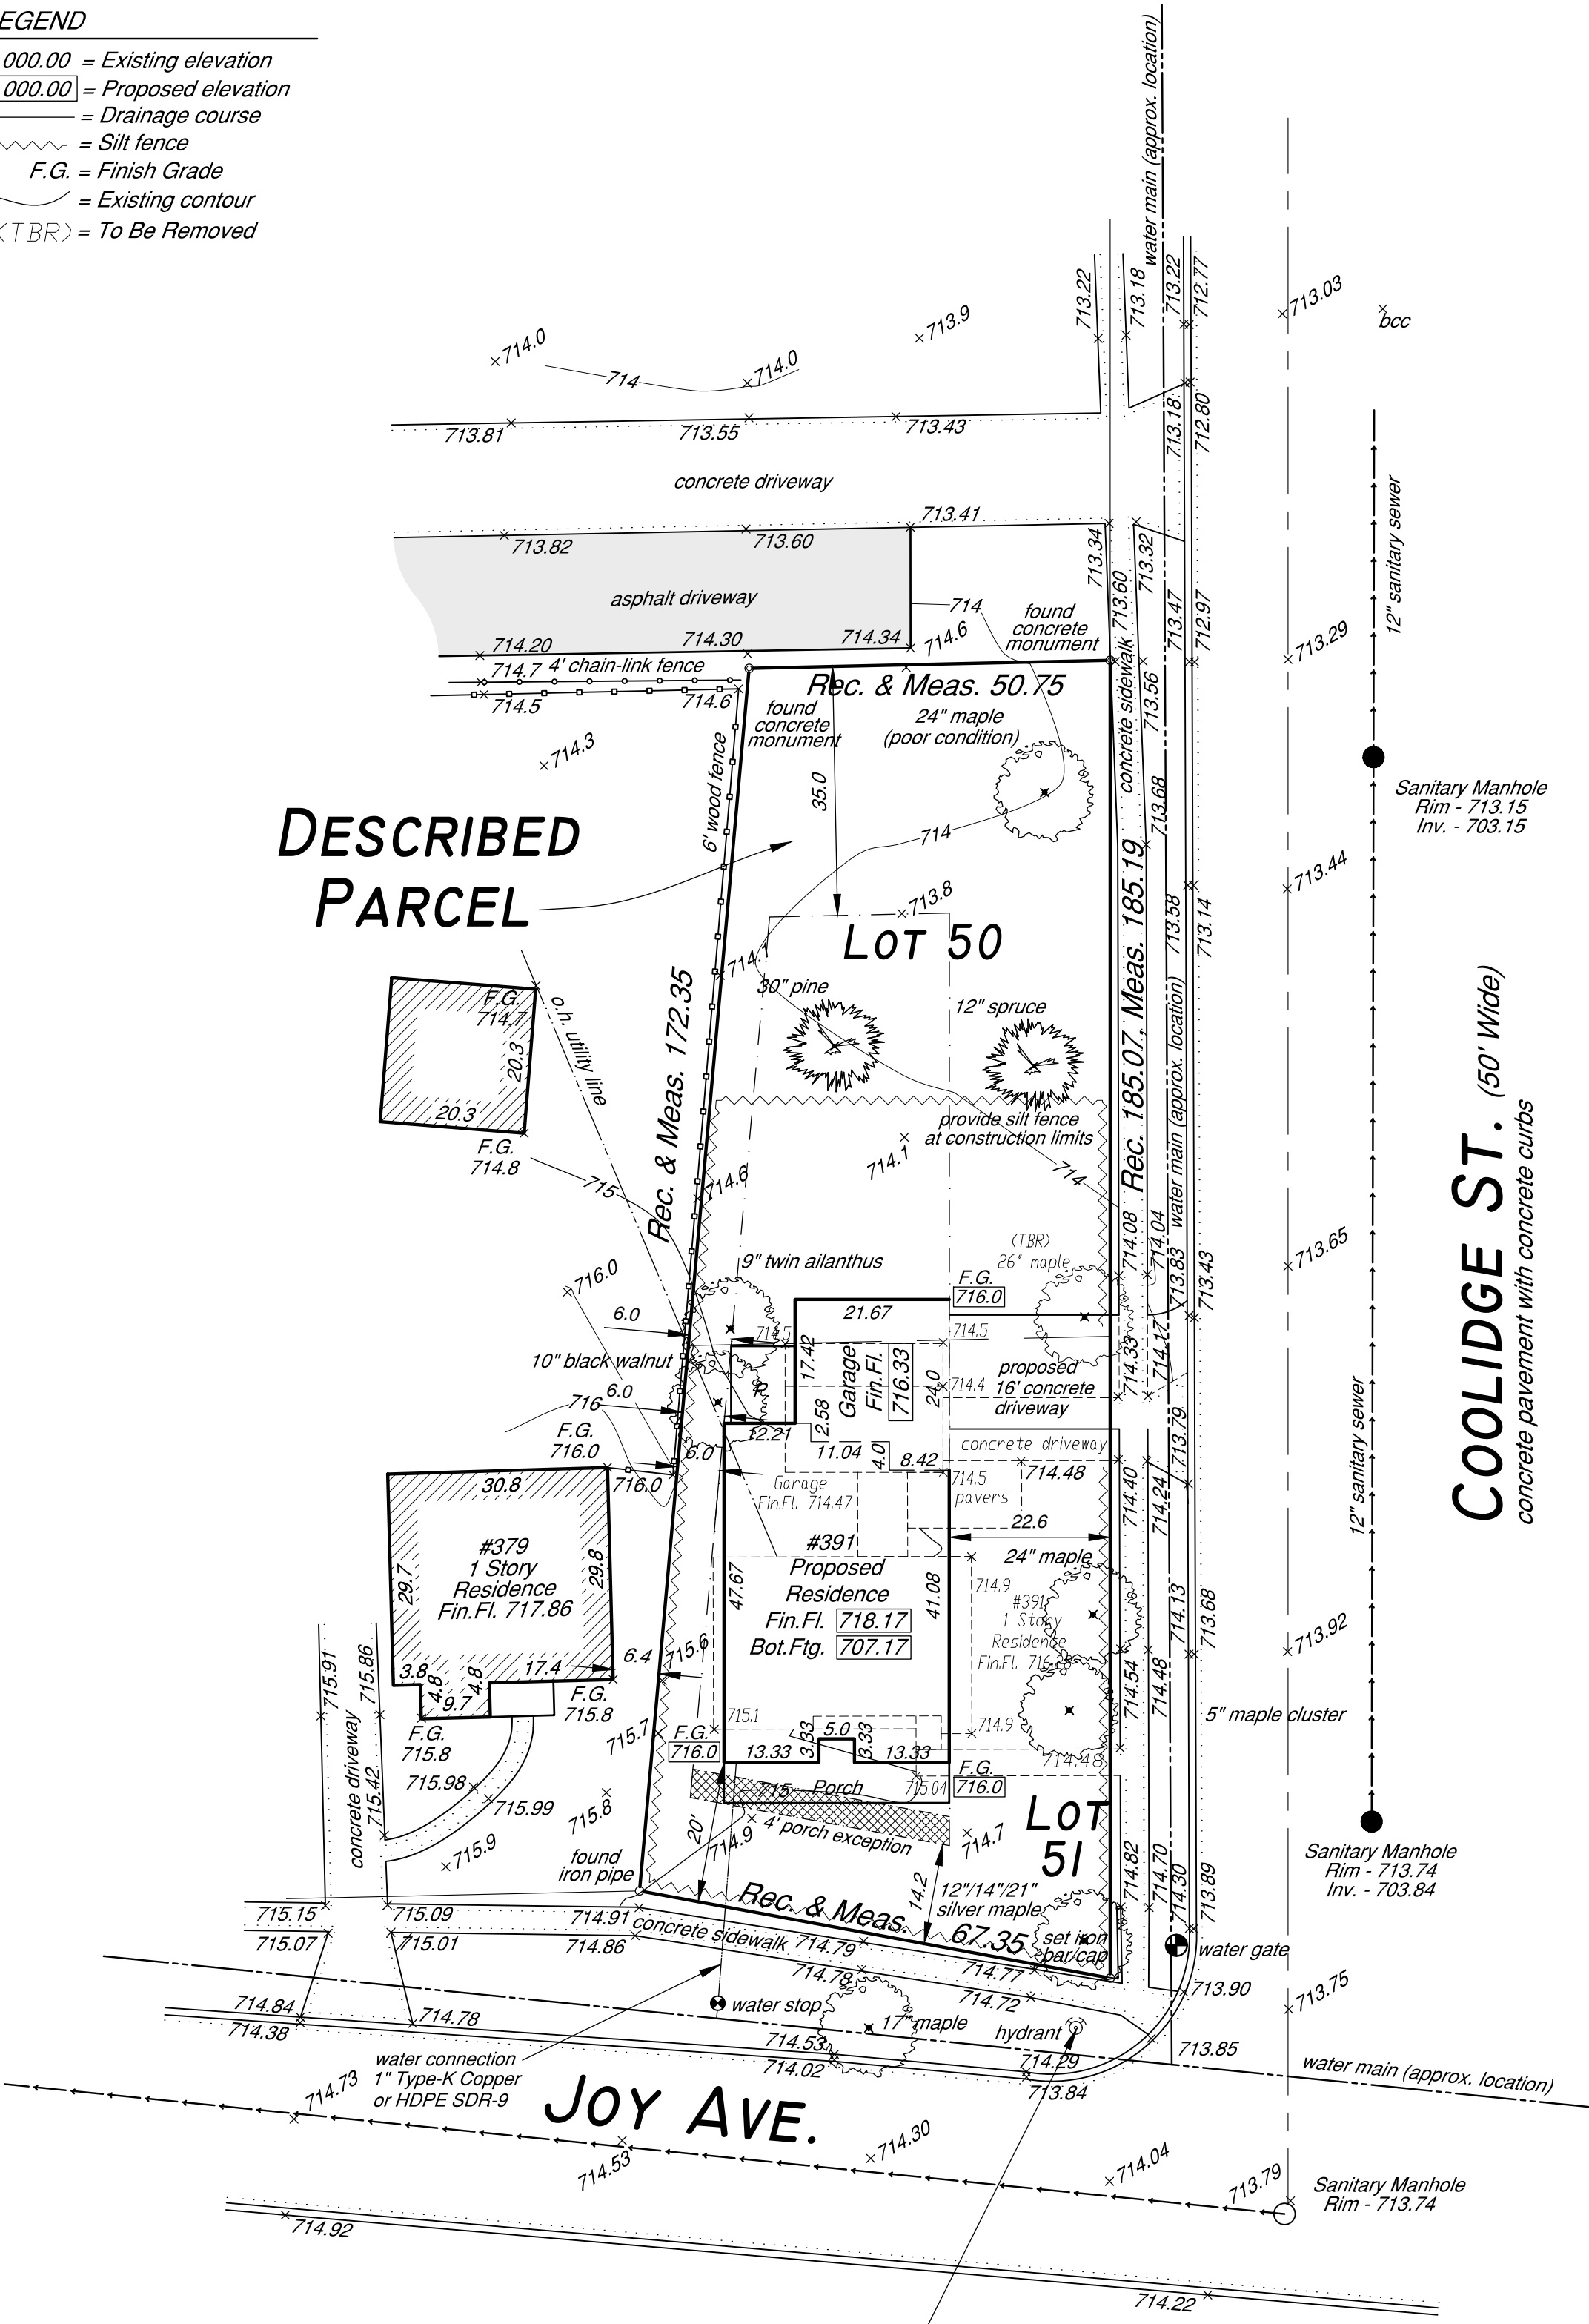 EGEND
000.00 = Existing elevation
000.00 = Proposed elevation
= Drainage course
= Silt fence
F.G. = Finish Grade
= Existing contour
(TBR) = To Be Removed
water main (approx. location)
713.22
713.18
713.22
712.77
713.03
bcc
714.0
714.0
713.9
714
713.81
713.55
713.43
713.18
712.80
concrete driveway
12" sanitary sewer
713.82
713.60
713.41
713.34
713.32
asphalt driveway
714
found
concrete
monument
713.60
713.47
712.97
713.29
714.20
714.30
714.34
714.6
714.7
4' chain-link fence
714.5
714.6
Rec. & Meas. 50.75
found
concrete
monument
24" maple
(poor condition)
concrete sidewalk
713.56
714.3
6' wood fence
35.0
713.68
Sanitary Manhole
Rim - 713.15
Inv. - 703.15
DESCRIBED
PARCEL
714
713.8
713.44
LOT 50
Rec. 185.07, Meas. 185.19
713.58
713.14
714.1
30" pine
12" spruce
F.G.
714.7
20.3
20.3
F.G.
714.8
o.h. utility line
Rec. & Meas. 172.35
water main (approx. location)
provide silt fence
at construction limits
714.1
714
715
714.6
COOLIDGE ST. (50' Wide)
concrete pavement with concrete curbs
716.0
9" twin ailanthus
(TBR)
26" maple
714.08
714.04
713.83
713.43
713.65
F.G.
716.0
6.0
21.67
714.5
714.5
10" black walnut
17.42
Garage
Fin.Fl.
716.33
24.0
proposed
16' concrete
driveway
714.33
714.17
714.4
716
6.0
P.
2.58
12.21
11.04
4.0
8.42
F.G.
716.0
6.0
716.0
concrete driveway
713.79
12" sanitary sewer
30.8
Garage
Fin.Fl. 714.47
714.5
pavers
714.48
714.40
714.24
22.6
#379
1 Story
Residence
Fin.Fl. 717.86
29.7
29.8
#391
Proposed
Residence
Fin.Fl. 718.17
Bot.Ftg. 707.17
47.67
41.08
24" maple
714.9
#391
1 Story
Residence
Fin.Fl.
714.13
713.68
713.92
715.91
715.86
3.8
4.8
9.7
4.8
17.4
6.4
715.6
714.54
714.48
F.G.
715.8
F.G.
715.8
715.7
F.G.
716.0
715.1
13.33
3.33
5.0
3.33
13.33
714.9
714.48
5" maple cluster
concrete driveway
715.42
715.98
715.99
715.8
715
Porch
715.04
F.G.
716.0
LOT
51
715.9
20'
714.9
4' porch exception
714.7
found
iron pipe
14.2
12"/14"/21"
silver maple
714.82
714.70
714.30
713.89
Sanitary Manhole
Rim - 713.74
Inv. - 703.84
Rec. & Meas. 67.35
set iron
bar/cap
715.15
715.09
714.91
concrete sidewalk
714.79
water gate
715.07
715.01
714.86
714.78
714.77
714.72
713.90
713.75
714.84
714.38
714.78
water stop
17" maple
hydrant
714.53
714.02
714.29
713.84
713.85
water main (approx. location)
water connection
1" Type-K Copper
or HDPE SDR-9
714.73
JOY AVE.
714.53
714.30
714.04
713.79
Sanitary Manhole
Rim - 713.74
714.92
714.22